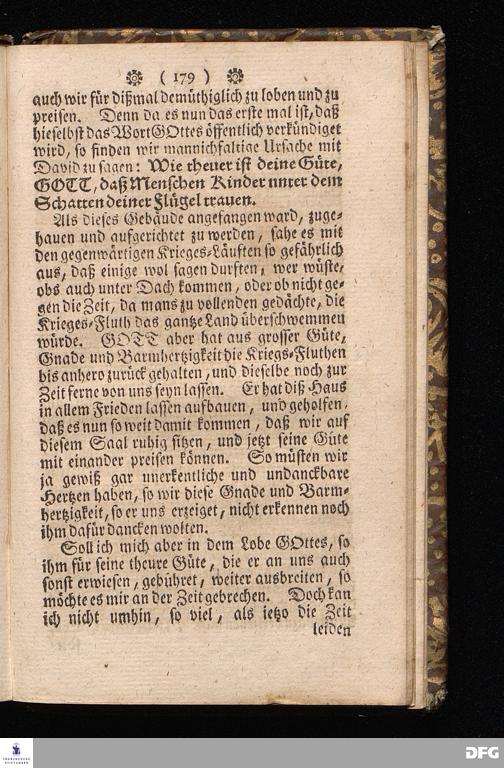 ( 179 )
auch wir für dißmal demüthiglich zu loben und zu
preisen. Denn da es nun das erste mal ist, daß
hieselbst das Wort GOttes öffentlich verkündiget
wird, so finden wir mannichfaltige Ursache mit
David zu sagen: Wie theuer ist deine Güte,
GOTT, daß Menschen Kinder unter dem
Schatten deiner Flügel trauen.
Als dieses Gebäude angefangen ward, zuge-
hauen und aufgerichtet zu werden, sahe es mit
den gegenwärtigen Krieges-Läufften so gefährlich
aus, daß einige wol sagen durften, wer wüste,
obs auch unter Dach kommen, oder ob nicht ge-
gen die Zeit, da mans zu vollenden gedächte, die
Krieges-Fluth das gantze Land überschwemmen
würde. GOTT aber hat aus grosser Güte,
Gnade und Barmhertzigkeit die Kriegs-Fluthen
bis anhero zurück gehalten, und dieselbe noch zur
Zeit ferne von uns seyn lassen. Er hat diß Haus
in allem Frieden lassen aufbauen, und geholfen,
daß es nun so weit damit kommen, daß wir auf
diesem Saal ruhig sitzen, und jetzt seine Güte
mit einander preisen können. So müsten wir
ja gewiß gar unerkentliche und undanckbare
Hertzen haben, so wir diese Gnade und Barm-
hertzigkeit, so er uns erzeiget, nicht erkennen noch
ihm dafür dancken wolten.
Soll ich mich aber in dem Lobe GOttes, so
ihm für seine theure Güte, die er an uns auch
sonst erwiesen, gebühret, weiter ausbreiten, so
möchte es mir an der Zeit gebrechen. Doch kan
ich nicht umhin, so viel, als ietzo die Zeit
leiden
FRANCKESCHE
STIFTUNGEN
DFG